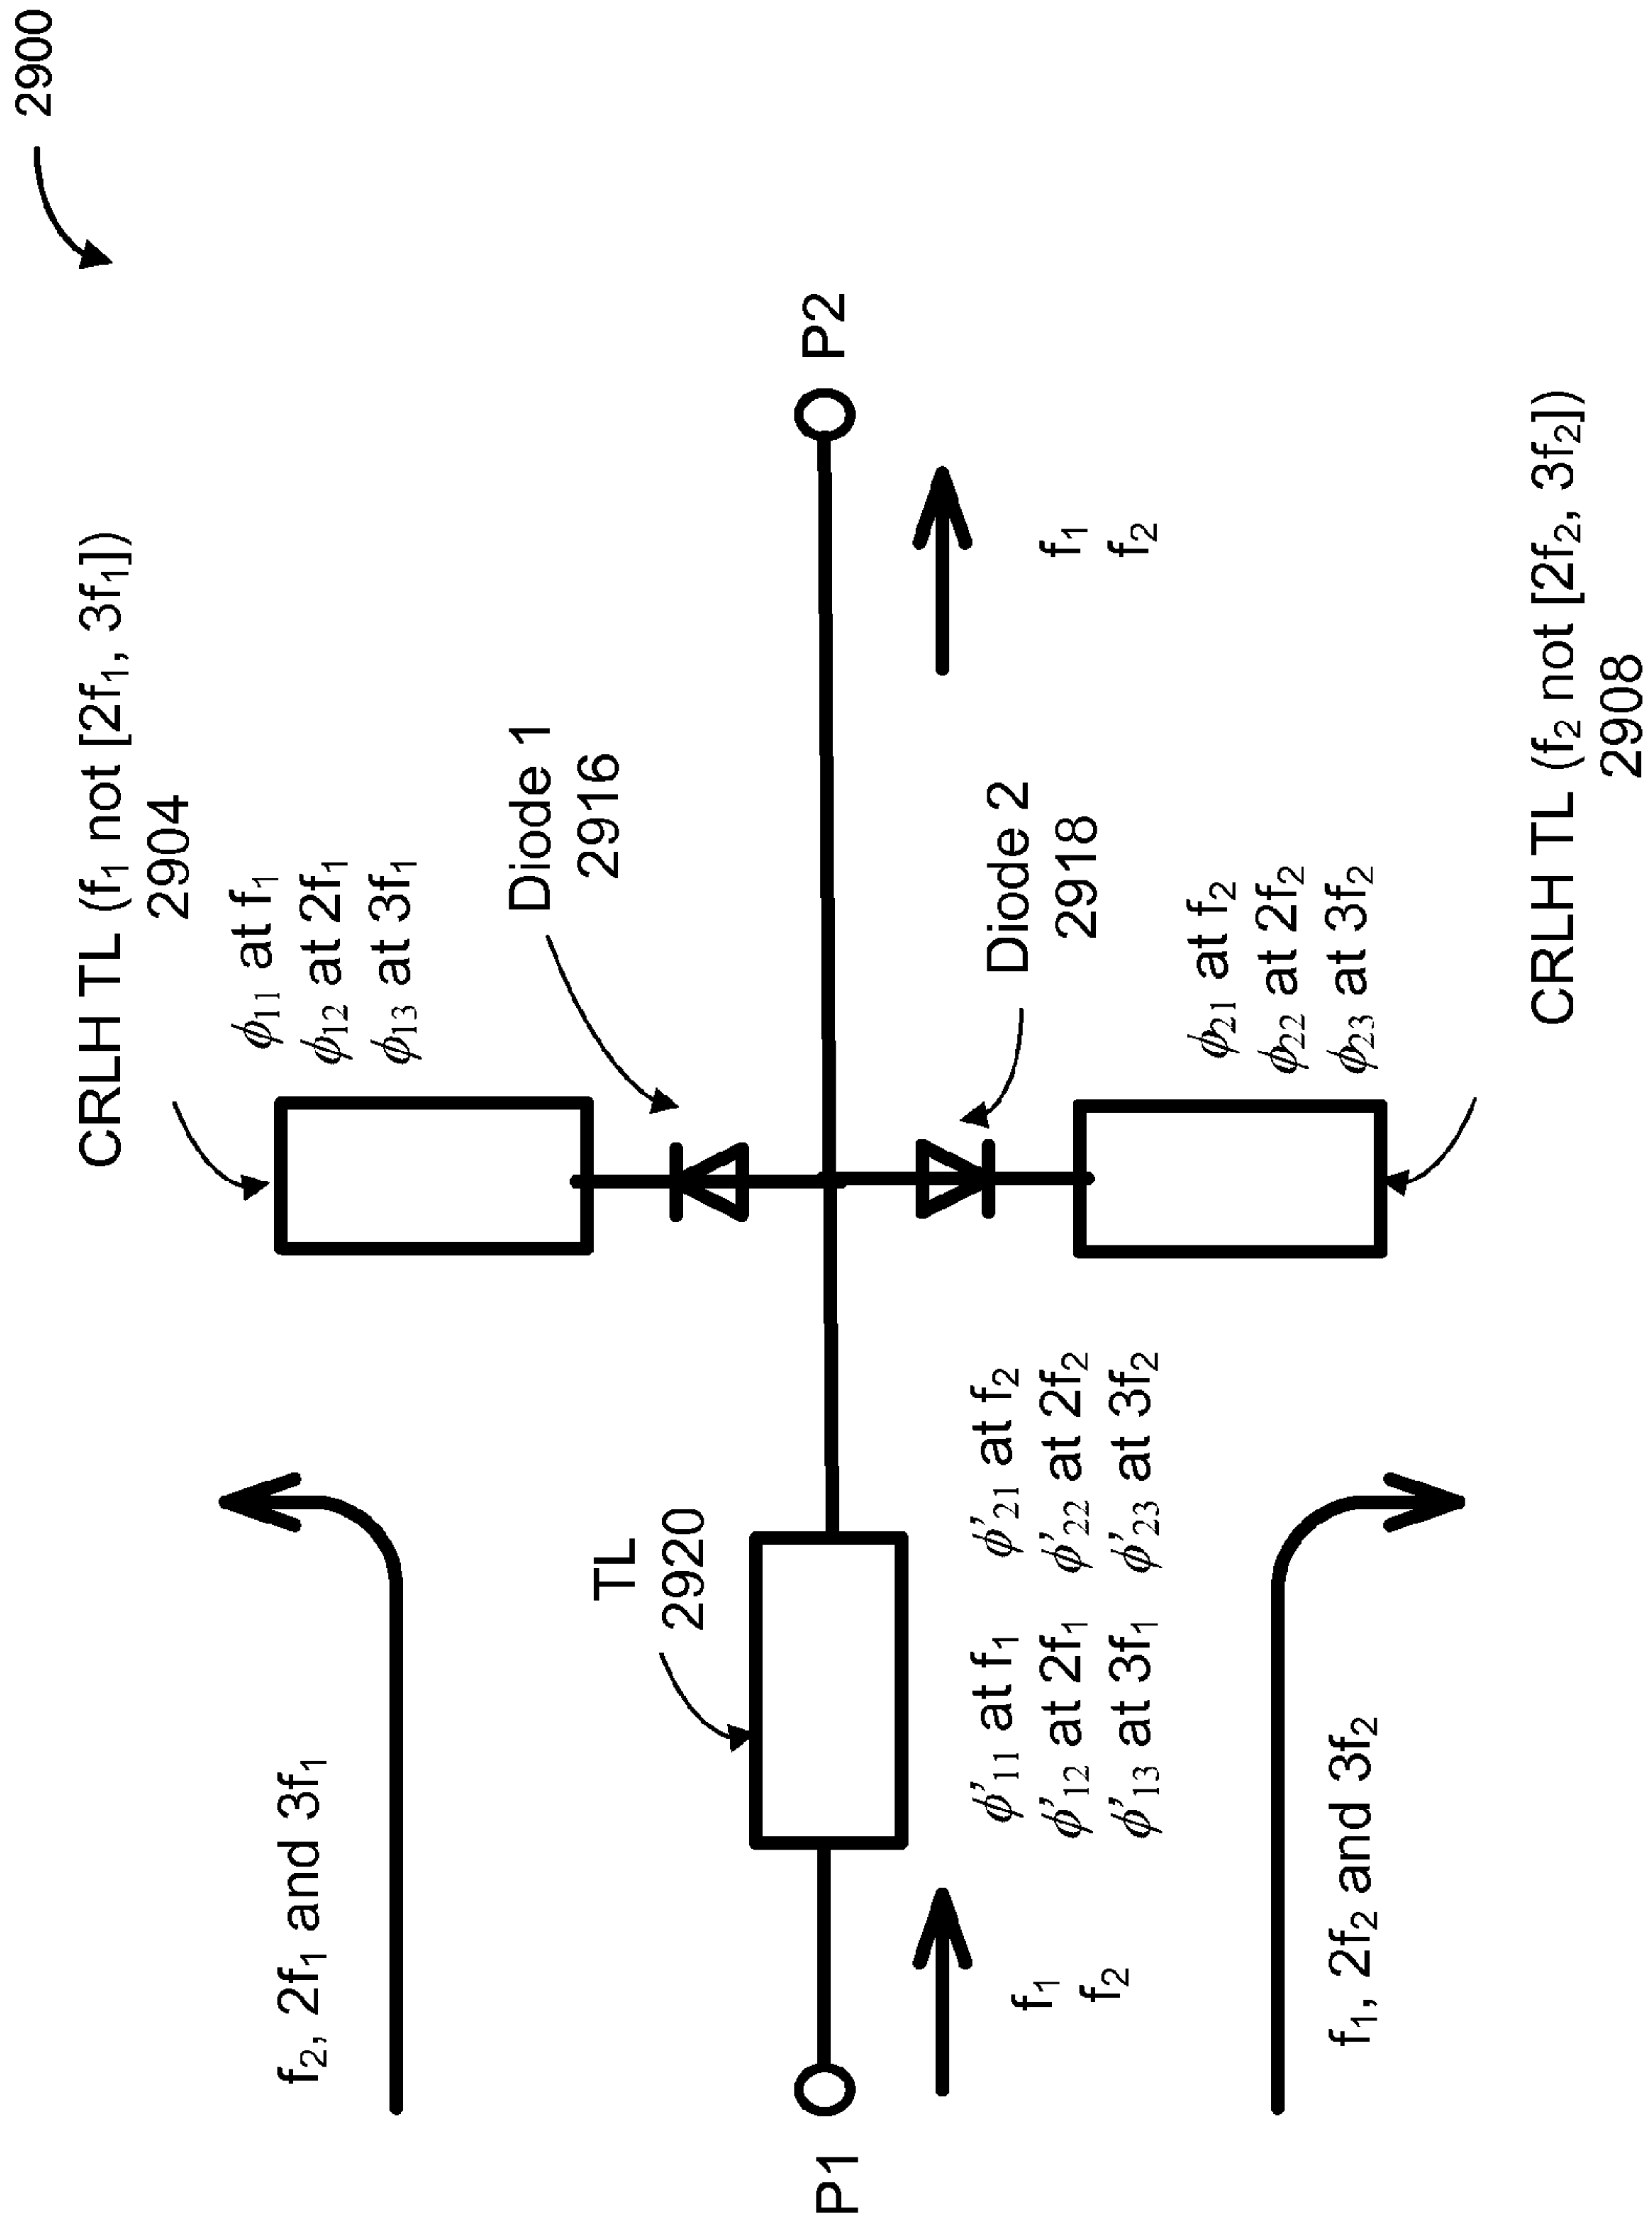 2900
CRLH TL (f₁ not [2f₁, 3f₁])
2904
ϕ₁₁ at f₁
ϕ₁₂ at 2f₁
ϕ₁₃ at 3f₁
f₂, 2f₁ and 3f₁
Diode 1
2916
TL
2920
P1
P2
f₁
f₂
ϕ'₁₁ at f₁
ϕ'₁₂ at 2f₁
ϕ'₁₃ at 3f₁
ϕ'₂₁ at f₂
ϕ'₂₂ at 2f₂
ϕ'₂₃ at 3f₂
Diode 2
2918
f₁
f₂
ϕ₂₁ at f₂
ϕ₂₂ at 2f₂
ϕ₂₃ at 3f₂
f₁, 2f₂ and 3f₂
CRLH TL (f₂ not [2f₂, 3f₂])
2908